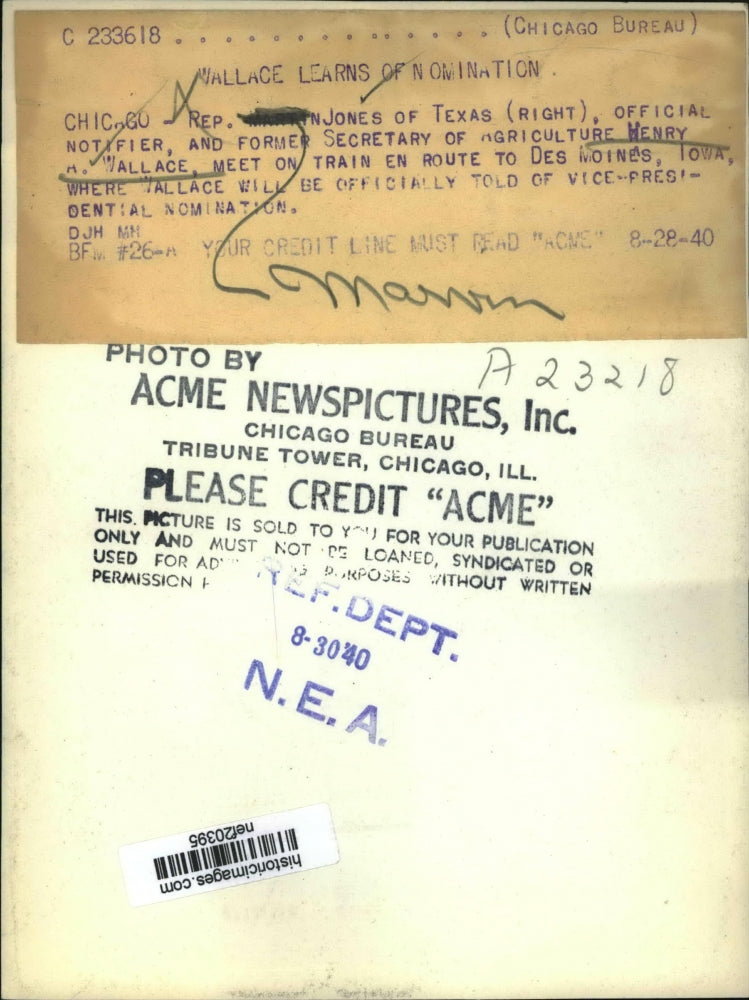 C 233618 . . . . . . . . . . . . . . (CHICAGO BUREAU)
WALLACE LEARNS OF NOMINATION.
CHICAGO - REP. JONES OF TEXAS (RIGHT), OFFICIAL
NOTIFIER, AND FORMER SECRETARY OF AGRICULTURE HENRY
A. WALLACE, MEET ON TRAIN EN ROUTE TO DES MOINES, IOWA,
WHERE WALLACE WILL BE OFFICIALLY TOLD OF VICE-PRESI-
DENTIAL NOMINATION.
DJH MH
BFM #26-A YOUR CREDIT LINE MUST READ "ACME" 8-28-40
Marvin
PHOTO BY
A 23218
ACME NEWSPICTURES, Inc.
CHICAGO BUREAU
TRIBUNE TOWER, CHICAGO, ILL.
PLEASE CREDIT "ACME"
THIS PICTURE IS SOLD TO YOU FOR YOUR PUBLICATION
ONLY AND MUST NOT BE LOANED, SYNDICATED OR
USED FOR PURPOSES WITHOUT WRITTEN
PERMISSION
REF. DEPT.
8-30-40
N.E.A.
historicimages.com
nef20395